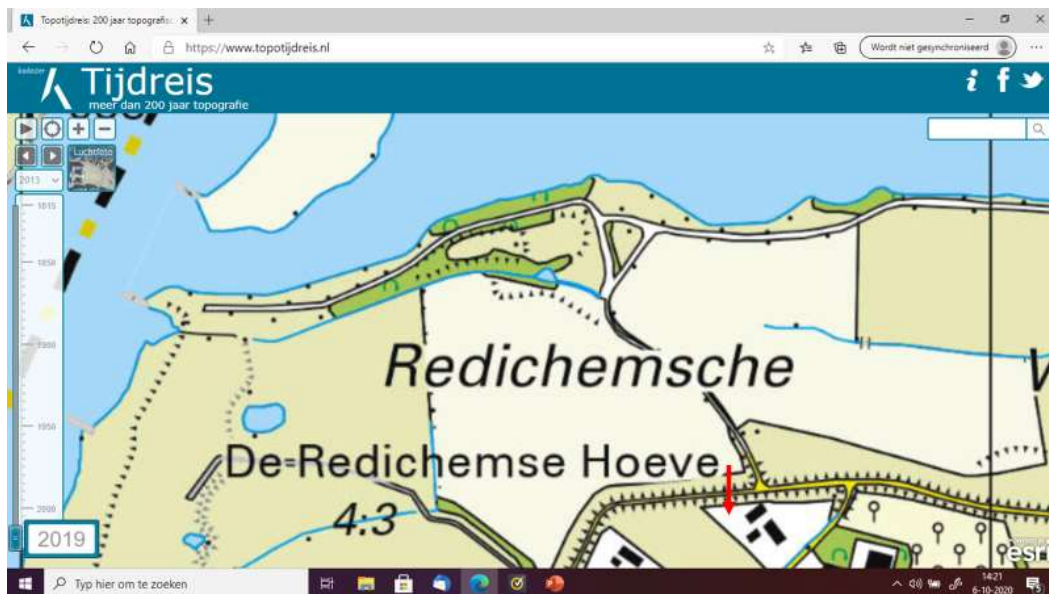 Topotijdreis: 200 jaar topografie
https://www.topotijdreis.nl
Wordt niet gesynchroniseerd
kadaster
Tijdreis
meer dan 200 jaar topografie
Luchtfoto
2013
1815
1850
1900
1950
2000
2019
Redichemsche
De Redichemse Hoeve
4:3
esri
Typ hier om te zoeken
14:21
6-10-2020